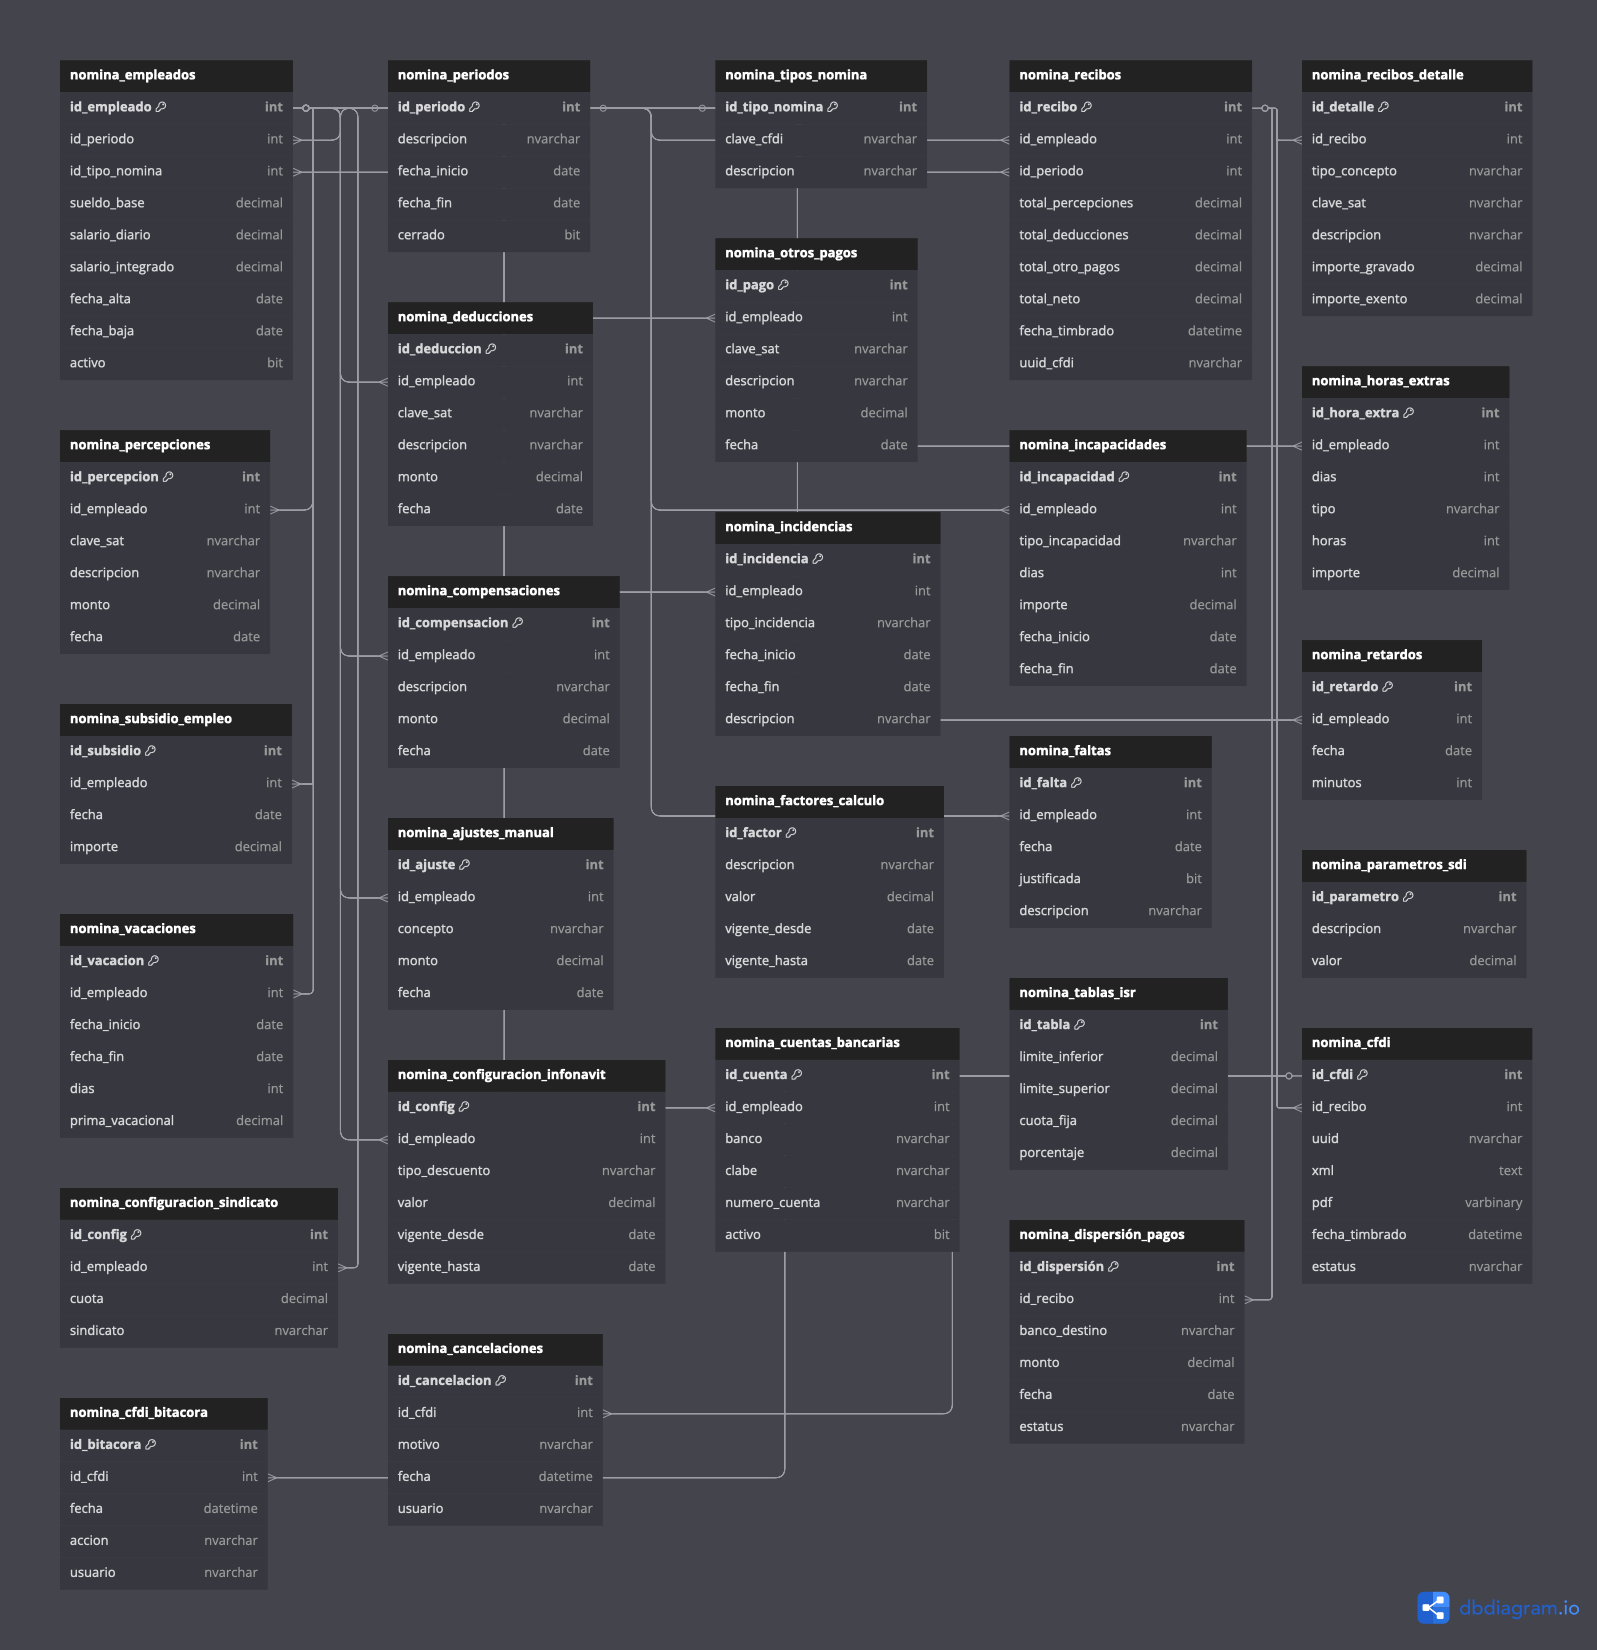 nomina_empleados
id_empleado int
id_periodo int
id_tipo_nomina int
sueldo_base decimal
salario_diario decimal
salario_integrado decimal
fecha_alta date
fecha_baja date
activo bit
nomina_percepciones
id_percepcion int
id_empleado int
clave_sat nvarchar
descripcion nvarchar
monto decimal
fecha date
nomina_subsidio_empleo
id_subsidio int
id_empleado int
fecha date
importe decimal
nomina_vacaciones
id_vacacion int
id_empleado int
fecha_inicio date
fecha_fin date
dias int
prima_vacacional decimal
nomina_configuracion_sindicato
id_config int
id_empleado int
cuota decimal
sindicato nvarchar
nomina_cfdi_bitacora
id_bitacora int
id_cfdi int
fecha datetime
accion nvarchar
usuario nvarchar
nomina_periodos
id_periodo int
descripcion nvarchar
fecha_inicio date
fecha_fin date
cerrado bit
nomina_deducciones
id_deduccion int
id_empleado int
clave_sat nvarchar
descripcion nvarchar
monto decimal
fecha date
nomina_compensaciones
id_compensacion int
id_empleado int
descripcion nvarchar
monto decimal
fecha date
nomina_ajustes_manual
id_ajuste int
id_empleado int
concepto nvarchar
monto decimal
fecha date
nomina_configuracion_infonavit
id_config int
id_empleado int
tipo_descuento nvarchar
valor decimal
vigente_desde date
vigente_hasta date
nomina_cancelaciones
id_cancelacion int
id_cfdi int
motivo nvarchar
fecha datetime
usuario nvarchar
nomina_tipos_nomina
id_tipo_nomina int
clave_cfdi nvarchar
descripcion nvarchar
nomina_otros_pagos
id_pago int
id_empleado int
clave_sat nvarchar
descripcion nvarchar
monto decimal
fecha date
nomina_incidencias
id_incidencia int
id_empleado int
tipo_incidencia nvarchar
fecha_inicio date
fecha_fin date
descripcion nvarchar
nomina_factores_calculo
id_factor int
descripcion nvarchar
valor decimal
vigente_desde date
vigente_hasta date
nomina_cuentas_bancarias
id_cuenta int
id_empleado int
banco nvarchar
clabe nvarchar
numero_cuenta nvarchar
activo bit
nomina_recibos
id_recibo int
id_empleado int
id_periodo int
total_percepciones decimal
total_deducciones decimal
total_otro_pagos decimal
total_neto decimal
fecha_timbrado datetime
uuid_cfdi nvarchar
nomina_incapacidades
id_incapacidad int
id_empleado int
tipo_incapacidad nvarchar
dias int
importe decimal
fecha_inicio date
fecha_fin date
nomina_faltas
id_falta int
id_empleado int
fecha date
justificada bit
descripcion nvarchar
nomina_tablas_isr
id_tabla int
limite_inferior decimal
limite_superior decimal
cuota_fija decimal
porcentaje decimal
nomina_dispersión_pagos
id_dispersión int
id_recibo int
banco_destino nvarchar
monto decimal
fecha date
estatus nvarchar
nomina_recibos_detalle
id_detalle int
id_recibo int
tipo_concepto nvarchar
clave_sat nvarchar
descripcion nvarchar
importe_gravado decimal
importe_exento decimal
nomina_horas_extras
id_hora_extra int
id_empleado int
dias int
tipo nvarchar
horas int
importe decimal
nomina_retardos
id_retardo int
id_empleado int
fecha date
minutos int
nomina_parametros_sdi
id_parametro int
descripcion nvarchar
valor decimal
nomina_cfdi
id_cfdi int
id_recibo int
uuid nvarchar
xml text
pdf varbinary
fecha_timbrado datetime
estatus nvarchar
dbdiagram.io